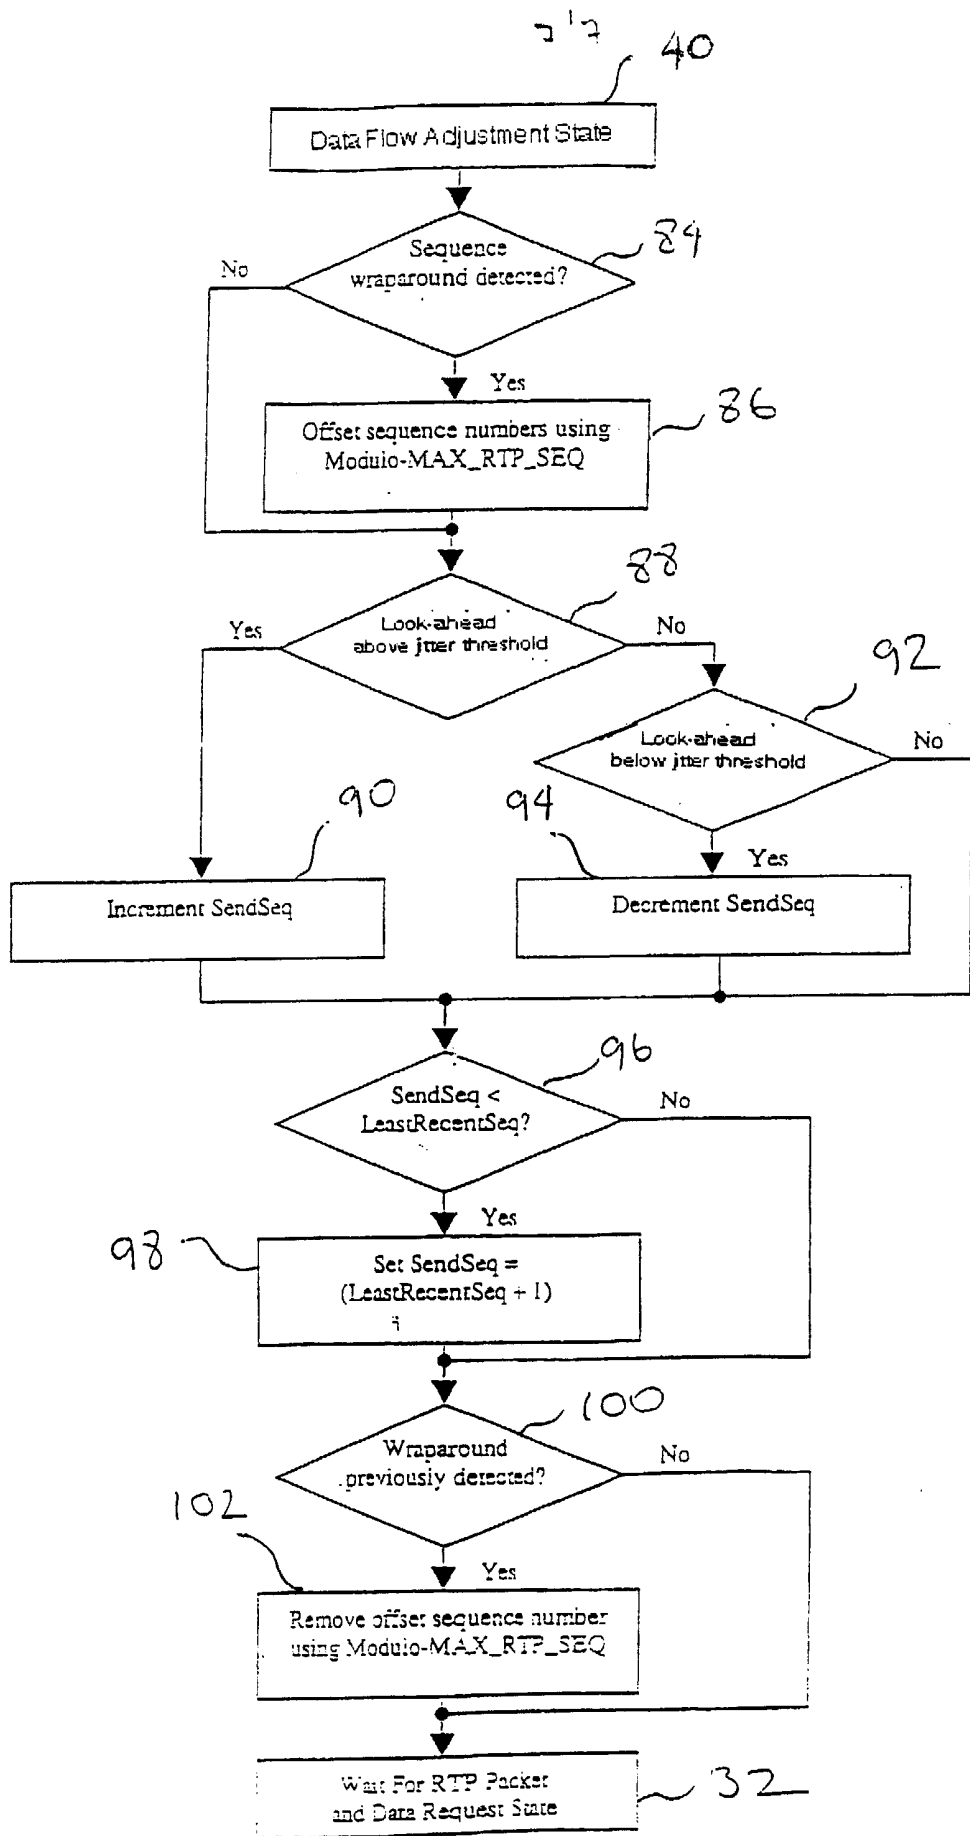 40
Data Flow Adjustment State
84
Sequence
wraparound detected?
No
Yes
86
Offset sequence numbers using
Modulo-MAX_RTP_SEQ
88
Look-ahead
above jitter threshold
Yes
No
92
Look-ahead
below jitter threshold
No
90
94
Yes
Increment SendSeq
Decrement SendSeq
96
SendSeq <
LeastRecentSeq?
No
Yes
98
Set SendSeq =
(LeastRecentSeq + 1)
100
Wraparound
previously detected?
No
102
Yes
Remove offset sequence number
using Modulo-MAX_RTP_SEQ
Wait For RTP Packet
and Data Request State
32